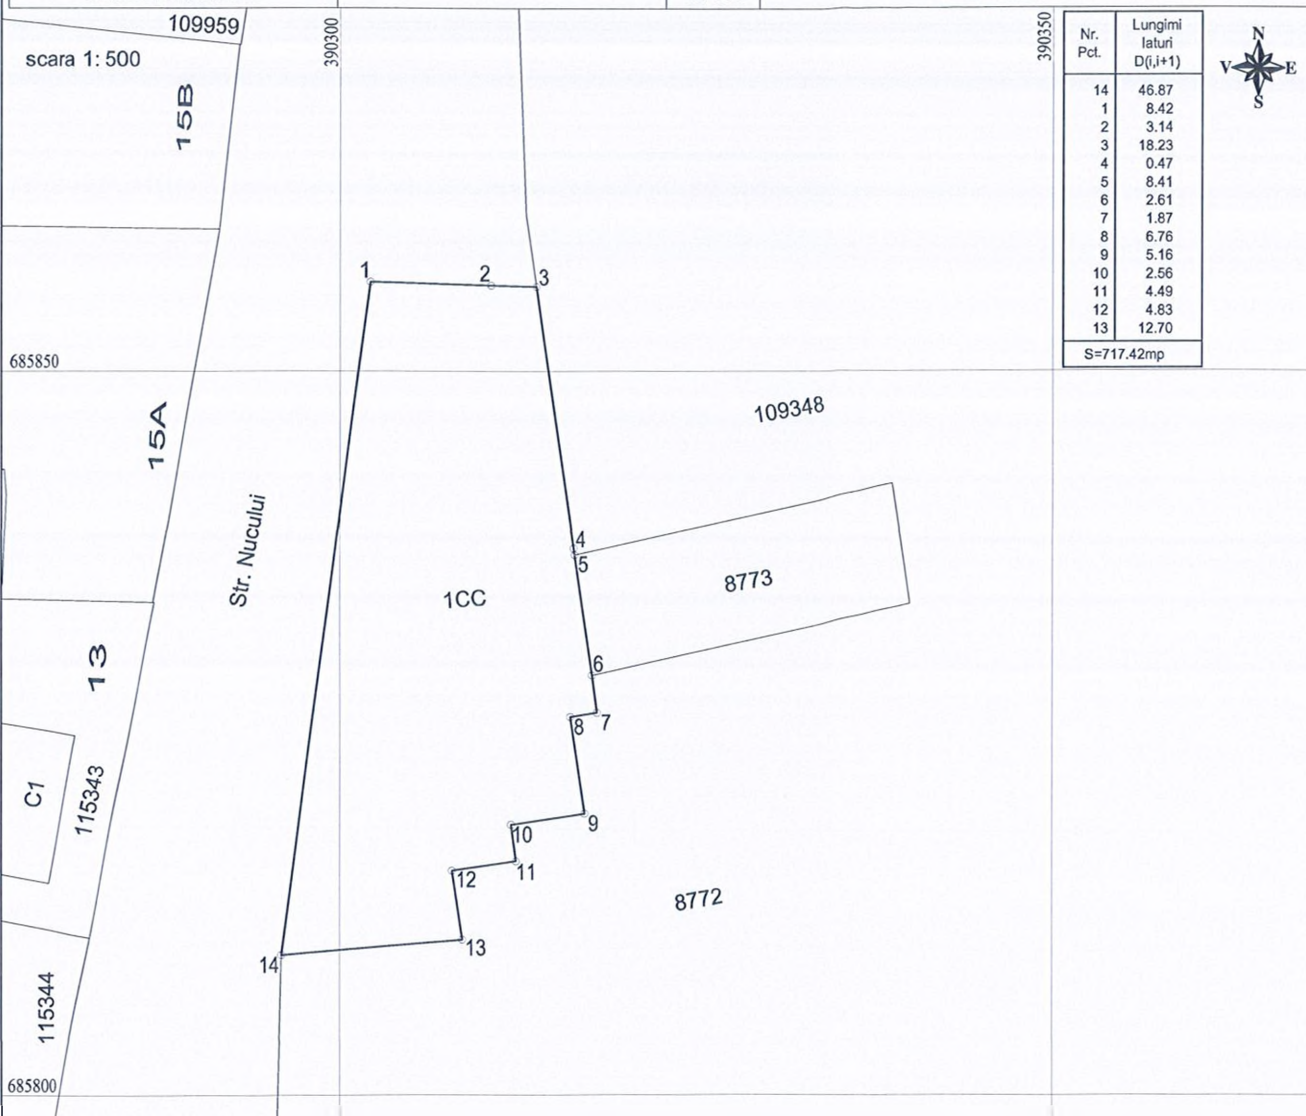 109959
scara 1: 500
390300
390350
Nr. Pct.
Lungimi
laturi
D(i,i+1)
14 46.87
1 8.42
2 3.14
3 18.23
4 0.47
5 8.41
6 2.61
7 1.87
8 6.76
9 5.16
10 2.56
11 4.49
12 4.83
13 12.70
S=717.42mp
N
V E
S
15B
1
2
3
685850
15A
109348
Str. Nucului
4
5
8773
1CC
6
13
7
8
C1
115343
9
10
11
12
8772
13
14
115344
685800